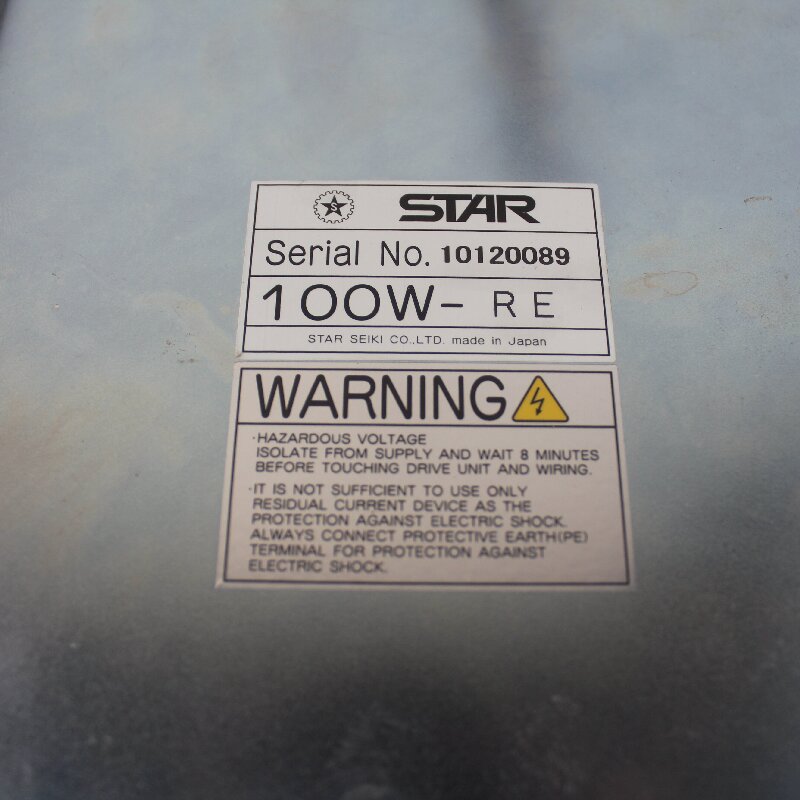 S STAR
Serial No. 10120089
100W- RE
STAR SEIKI CO.,LTD. made in Japan
WARNING
·HAZARDOUS VOLTAGE
ISOLATE FROM SUPPLY AND WAIT 8 MINUTES
BEFORE TOUCHING DRIVE UNIT AND WIRING.
·IT IS NOT SUFFICIENT TO USE ONLY
RESIDUAL CURRENT DEVICE AS THE
PROTECTION AGAINST ELECTRIC SHOCK.
ALWAYS CONNECT PROTECTIVE EARTH(PE)
TERMINAL FOR PROTECTION AGAINST
ELECTRIC SHOCK.